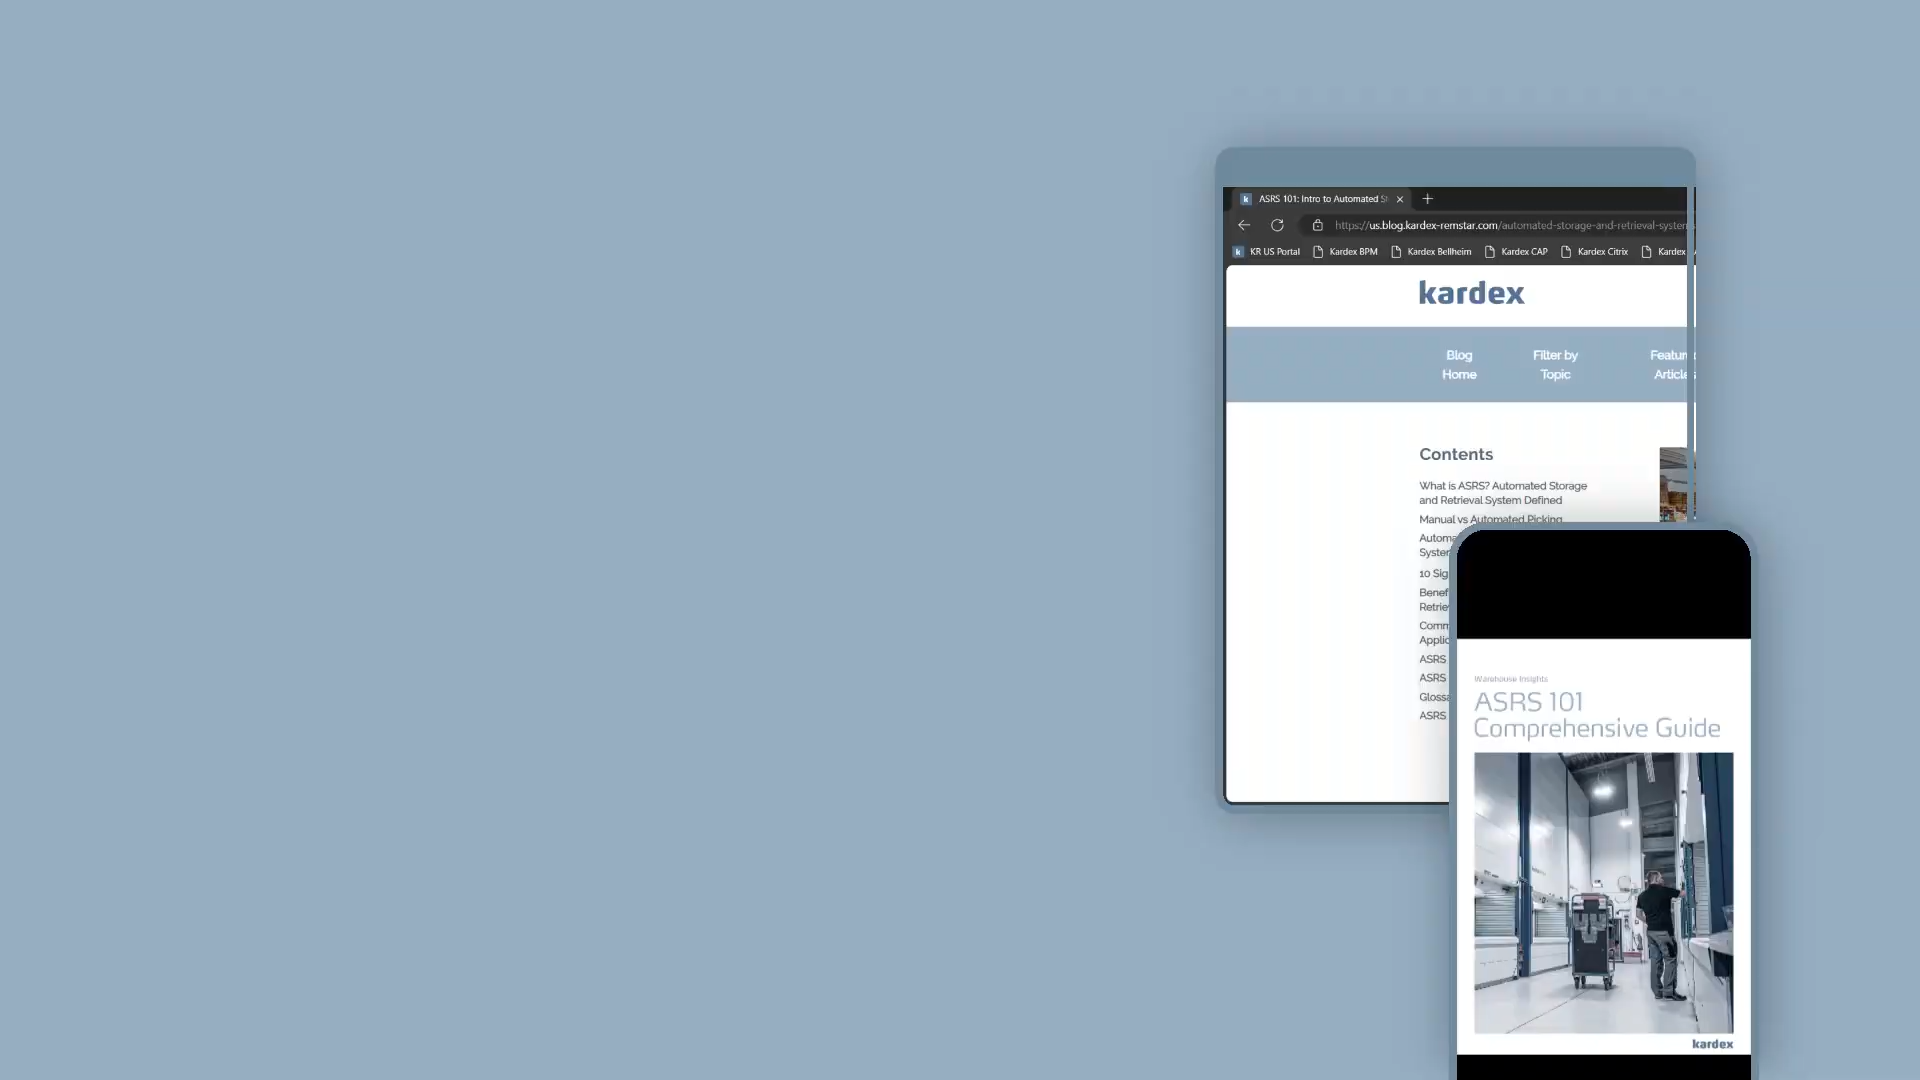 ASRS 101: Intro to Automated
https://us.blog.kardex-remstar.com/automated-storage-and-retrieval-system
KR US Portal Kardex BPM Kardex Bellheim Kardex CAP Kardex Citrix Kardex
kardex
Blog Filter by
Home Topic
Contents
What is ASRS? Automated Storage
and Retrieval System Defined
Manual vs Automated Picking
10
ASRS
ASRS
ASRS
Warehouse Insights
ASRS 101
Comprehensive Guide
kardex